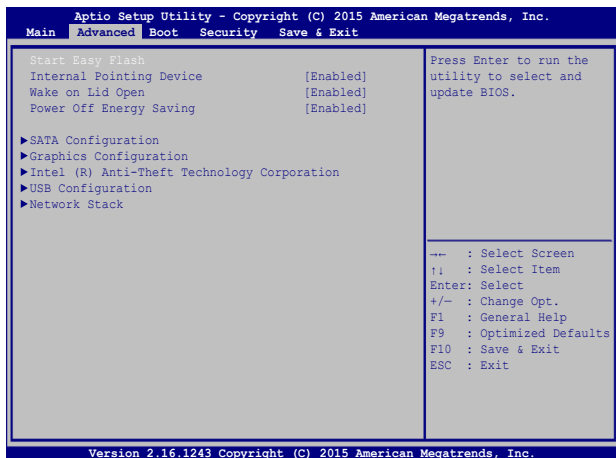 Aptio Setup Utility - Copyright (C) 2015 American Megatrends, Inc.
Main Advanced Boot Security Save & Exit
Start Easy Flash
Internal Pointing Device [Enabled]
Wake on Lid Open [Enabled]
Power Off Energy Saving [Enabled]
▶SATA Configuration
▶Graphics Configuration
▶Intel (R) Anti-Theft Technology Corporation
▶USB Configuration
▶Network Stack
Press Enter to run the
utility to select and
update BIOS.
→← : Select Screen
↑↓ : Select Item
Enter: Select
+/— : Change Opt.
F1 : General Help
F9 : Optimized Defaults
F10 : Save & Exit
ESC : Exit
Version 2.16.1243 Copyright (C) 2015 American Megatrends, Inc.